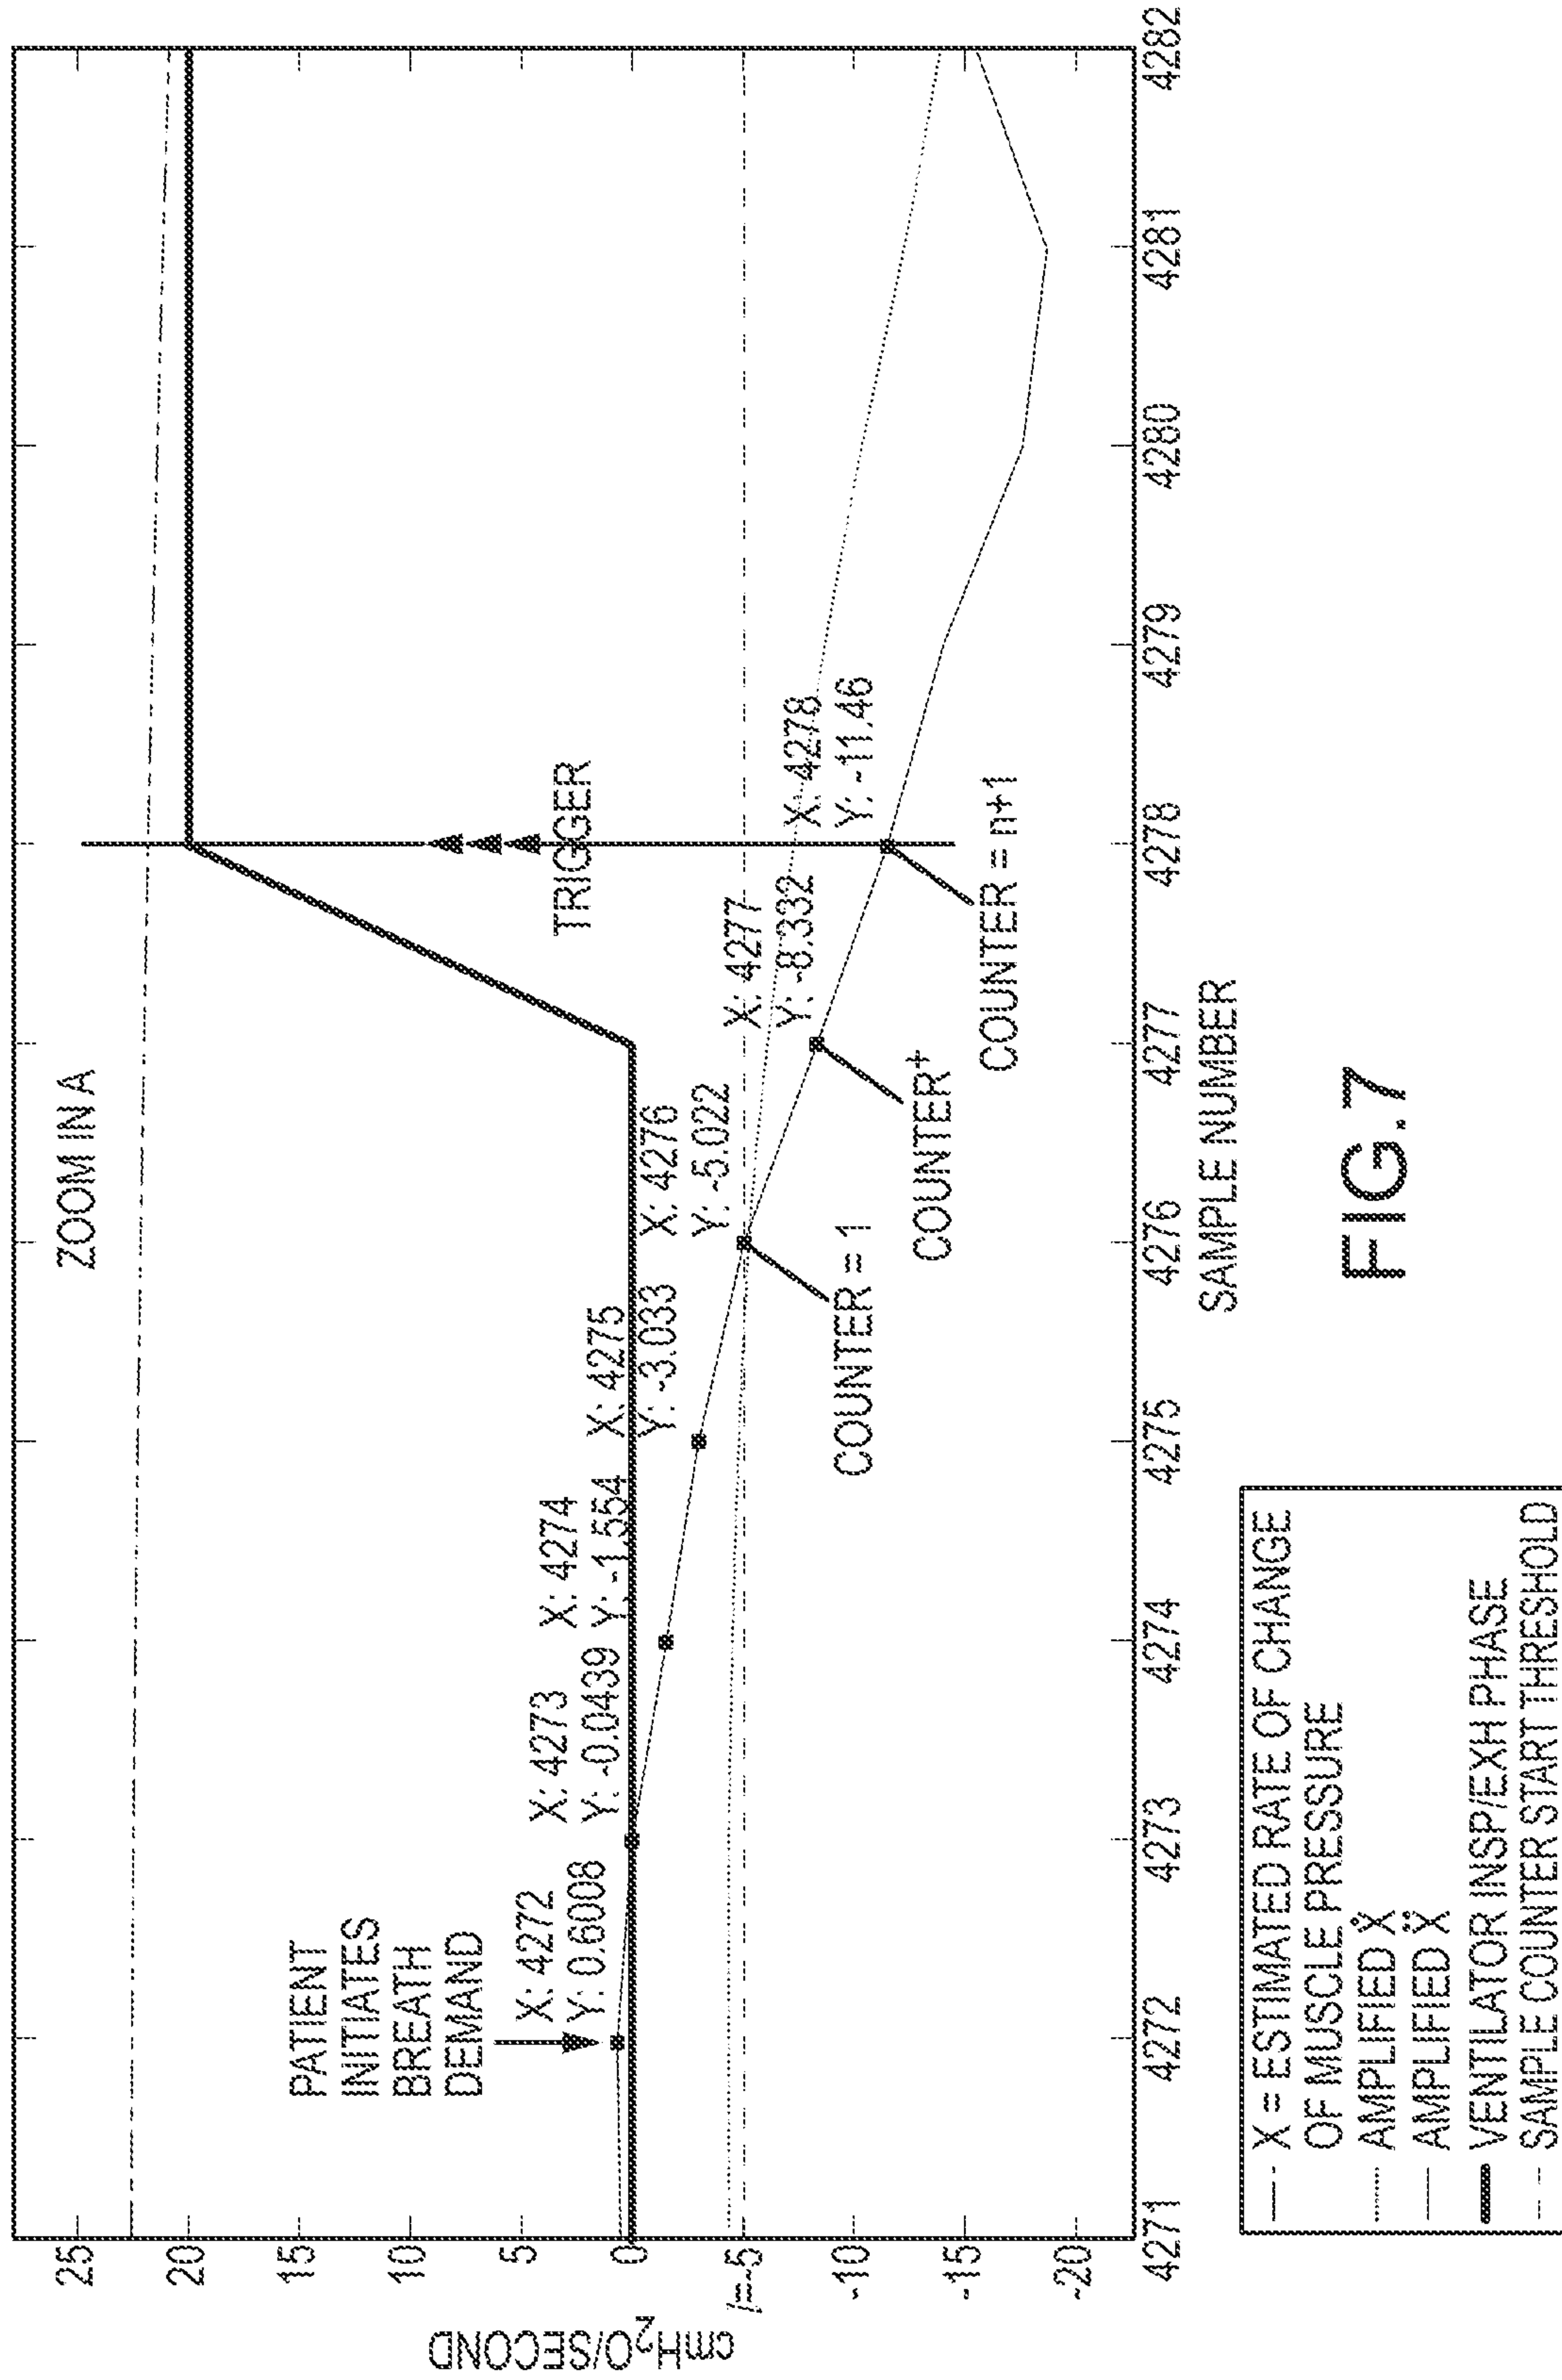 ZOOM IN A
25
20
15
10
5
0
l=-5
-10
-15
-20
cmH₂O/SECOND
PATIENT
INITIATES
BREATH
DEMAND
X: 4272
Y: 0.6008
X: 4273
Y: -0.0439
X: 4274
Y: -1.554
X: 4275
Y: -3.033
X: 4276
Y: -5.022
X: 4277
Y: -8.332
X: 4278
Y: -11.46
TRIGGER
COUNTER = 1
COUNTER⁺
COUNTER = n+1
4271
4272
4273
4274
4275
4276
4277
4278
4279
4280
4281
4282
SAMPLE NUMBER
X = ESTIMATED RATE OF CHANGE
OF MUSCLE PRESSURE
AMPLIFIED
AMPLIFIED Ẍ
VENTILATOR INSP/EXH PHASE
SAMPLE COUNTER START THRESHOLD
FIG.7